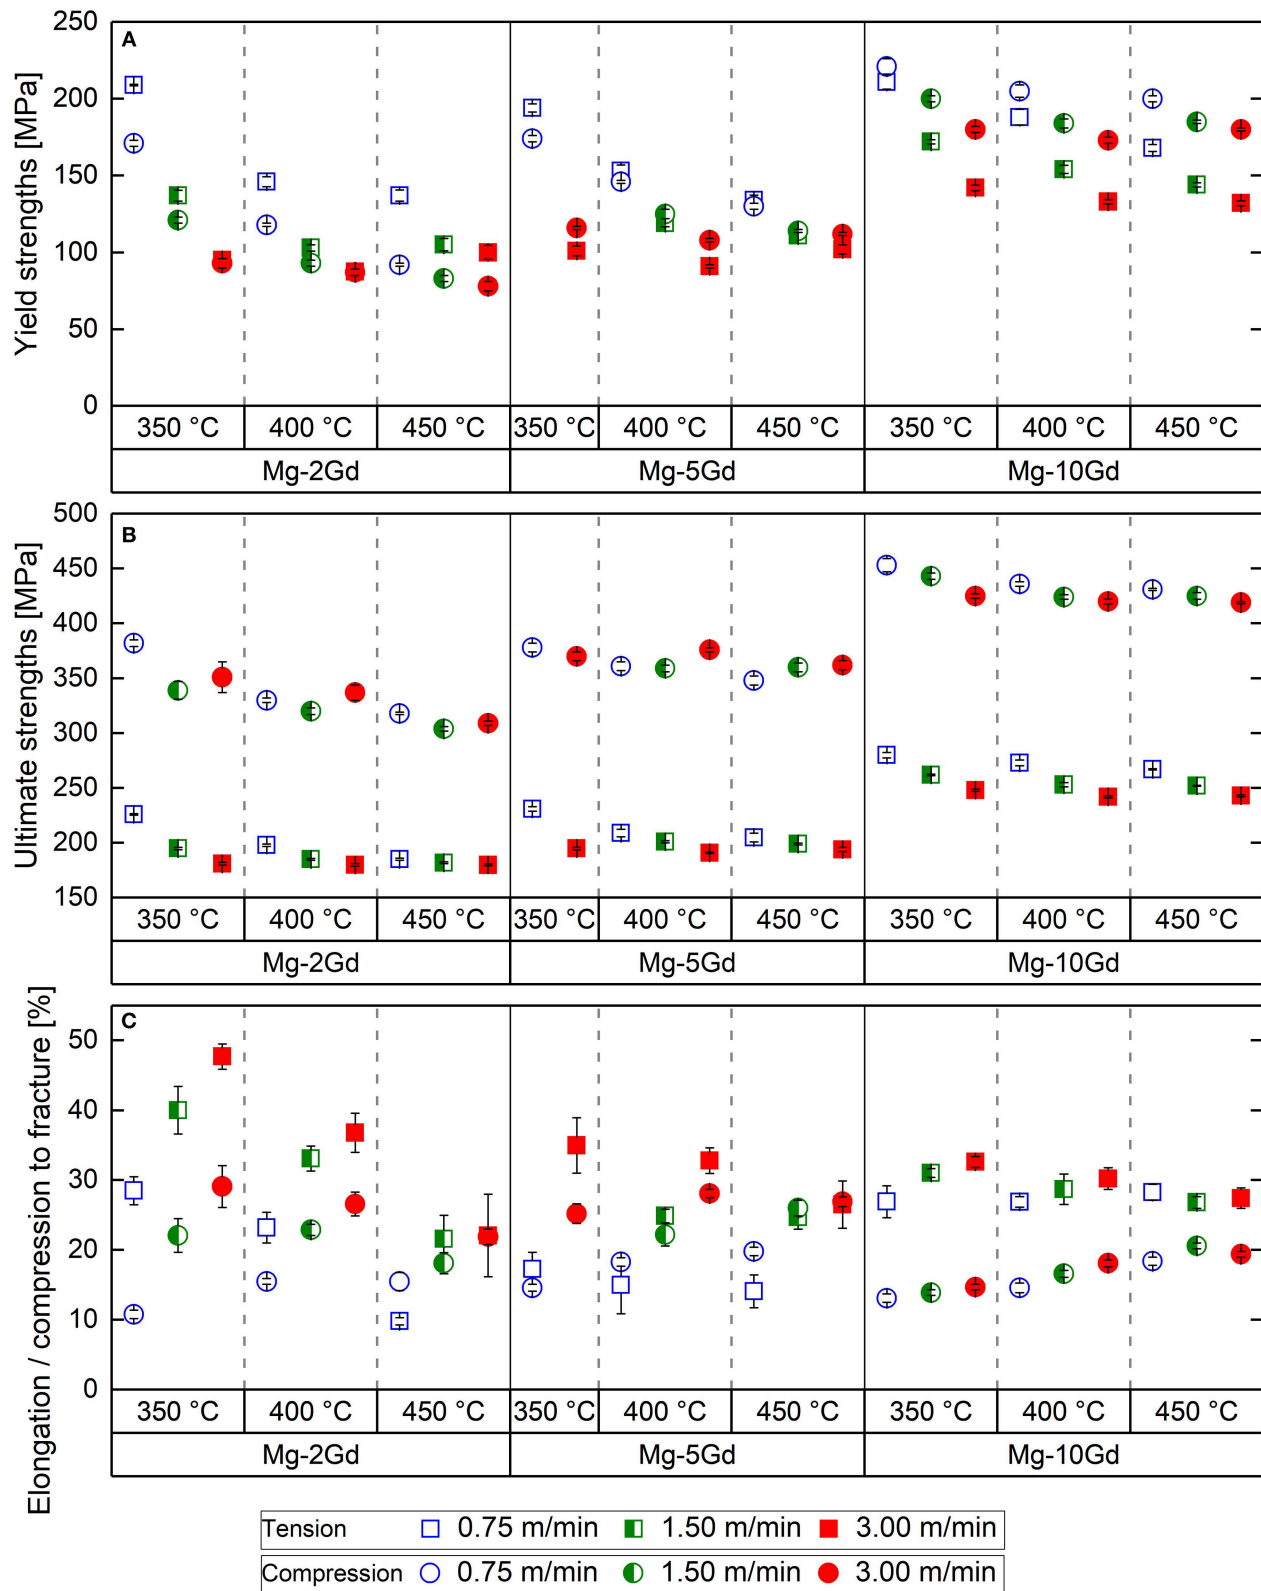 A
Yield strengths [MPa]
250
200
150
100
50
0
350 °C 400 °C 450 °C 350 °C 400 °C 450 °C 350 °C 400 °C 450 °C
Mg-2Gd Mg-5Gd Mg-10Gd
B
Ultimate strengths [MPa]
500
450
400
350
300
250
200
150
350 °C 400 °C 450 °C 350 °C 400 °C 450 °C 350 °C 400 °C 450 °C
Mg-2Gd Mg-5Gd Mg-10Gd
C
Elongation / compression to fracture [%]
50
40
30
20
10
0
350 °C 400 °C 450 °C 350 °C 400 °C 450 °C 350 °C 400 °C 450 °C
Mg-2Gd Mg-5Gd Mg-10Gd
Tension 0.75 m/min 1.50 m/min 3.00 m/min
Compression 0.75 m/min 1.50 m/min 3.00 m/min